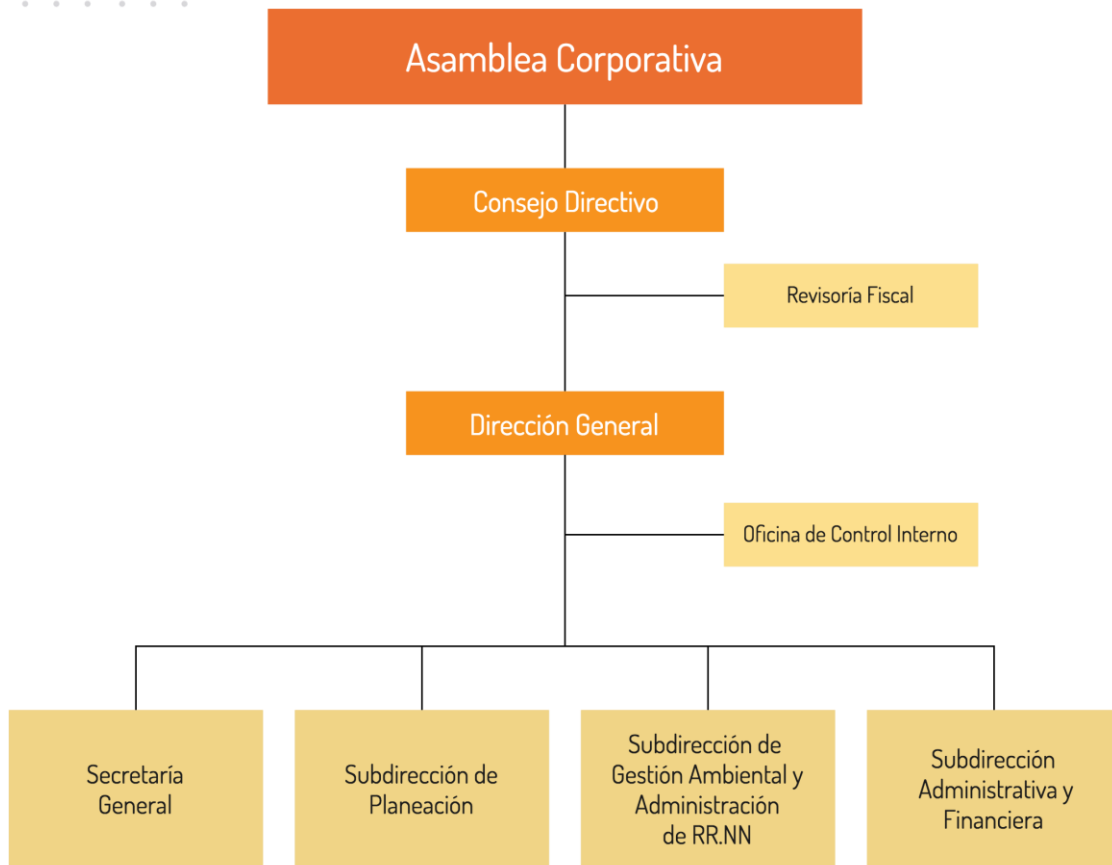 Asamblea Corporativa
Consejo Directivo
Revisoría Fiscal
Dirección General
Oficina de Control Interno
Secretaría
General
Subdirección de
Planeación
Subdirección de
Gestión Ambiental y
Administración
de RR.NN
Subdirección
Administrativa y
Financiera